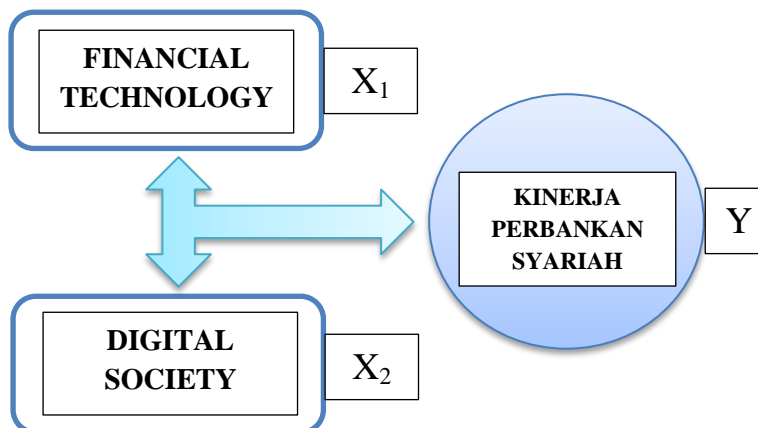 FINANCIAL
TECHNOLOGY
X₁
KINERJA
PERBANKAN
SYARIAH
Y
DIGITAL
SOCIETY
X₂